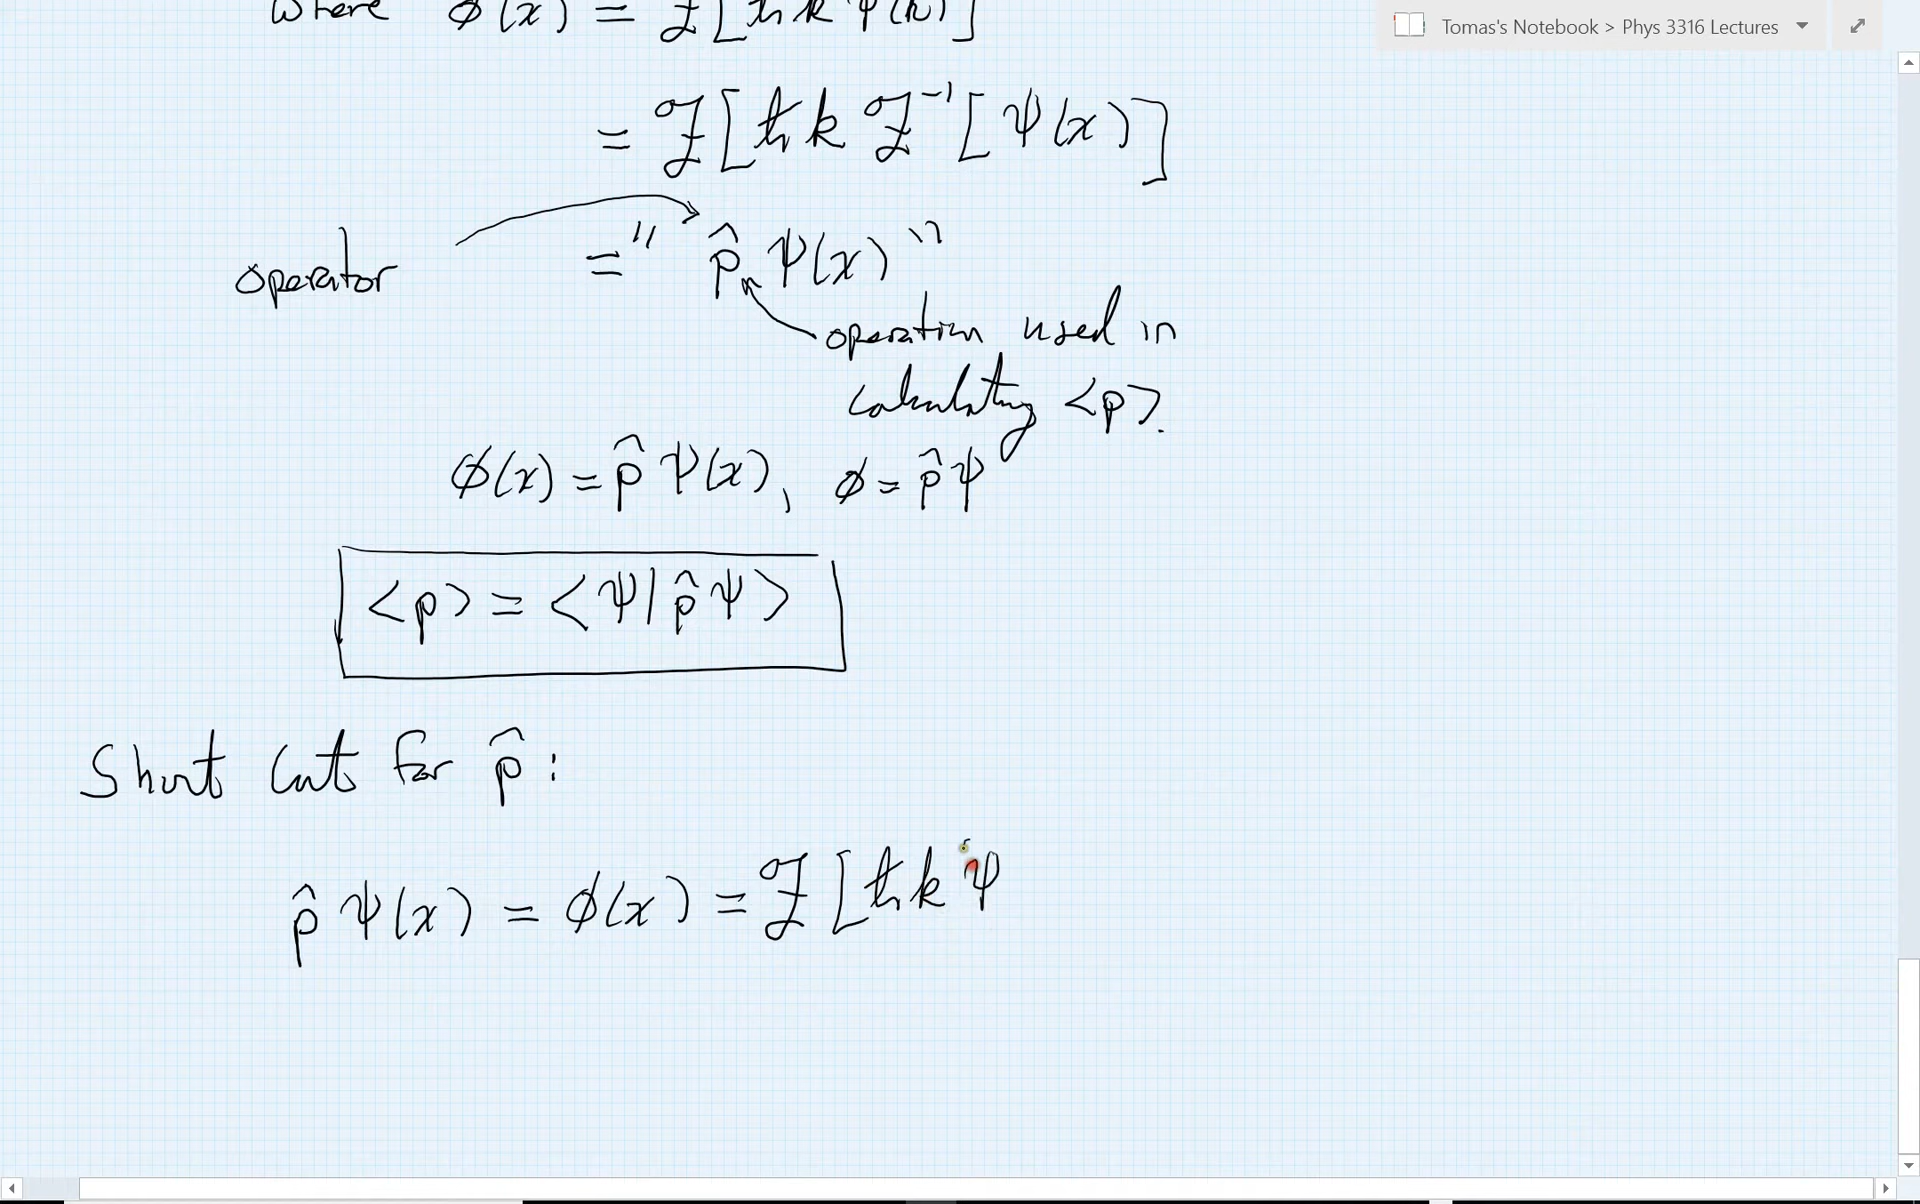 where φ(x) = ℱ[ħk Ψ(k)]
Tomas's Notebook > Phys 3316 Lectures
= ℱ[ħk ℱ⁻¹[Ψ(x)]
operator =" p̂ Ψ(x)"
operation used in
calculating <p>.
φ(x) = p̂ Ψ(x), φ = p̂Ψ
<p> = <Ψ|p̂Ψ>
Short cuts for p̂:
p̂ Ψ(x) = φ(x) = ℱ[ħk Ψ